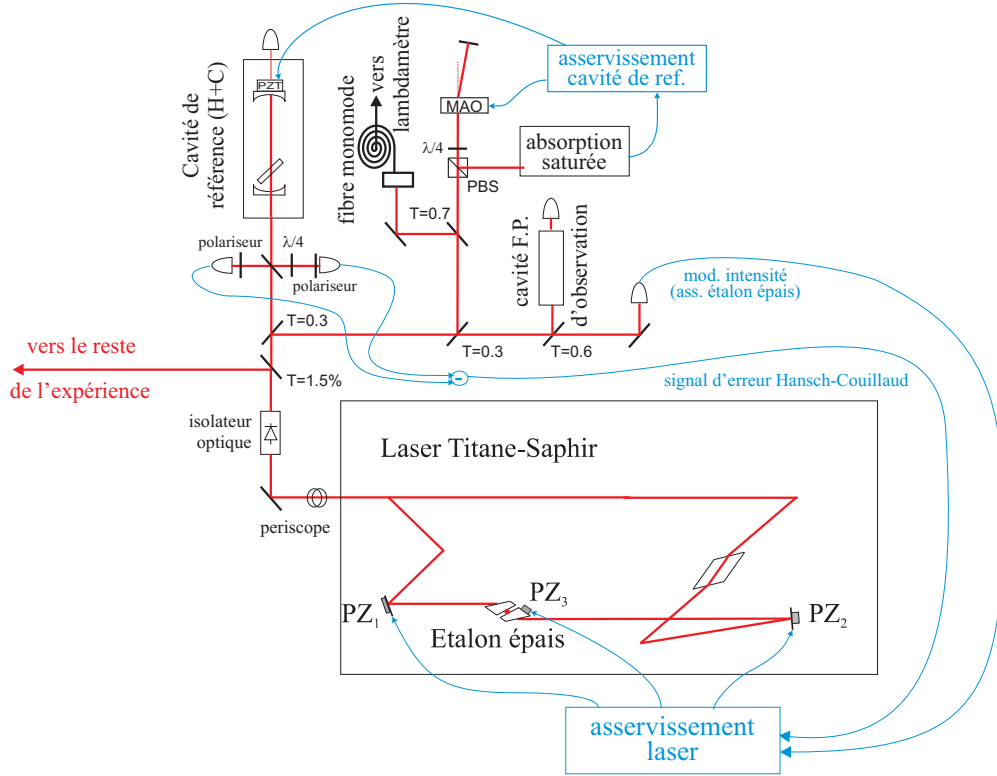 asservissement
cavité de ref.
PZT
Cavité de
référence (H+C)
fibre monomode
vers
lambdamètre
MAO
λ/4
PBS
absorption
saturée
T=0.7
cavité F.P.
d'observation
polariseur
λ/4
polariseur
mod. intensité
(ass. étalon épais)
T=0.3
T=0.3
T=0.6
vers le reste
de l'expérience
T=1.5%
-
signal d'erreur Hansch-Couillaud
isolateur
optique
Laser Titane-Saphir
periscope
PZ1
PZ3
PZ2
Etalon épais
asservissement
laser